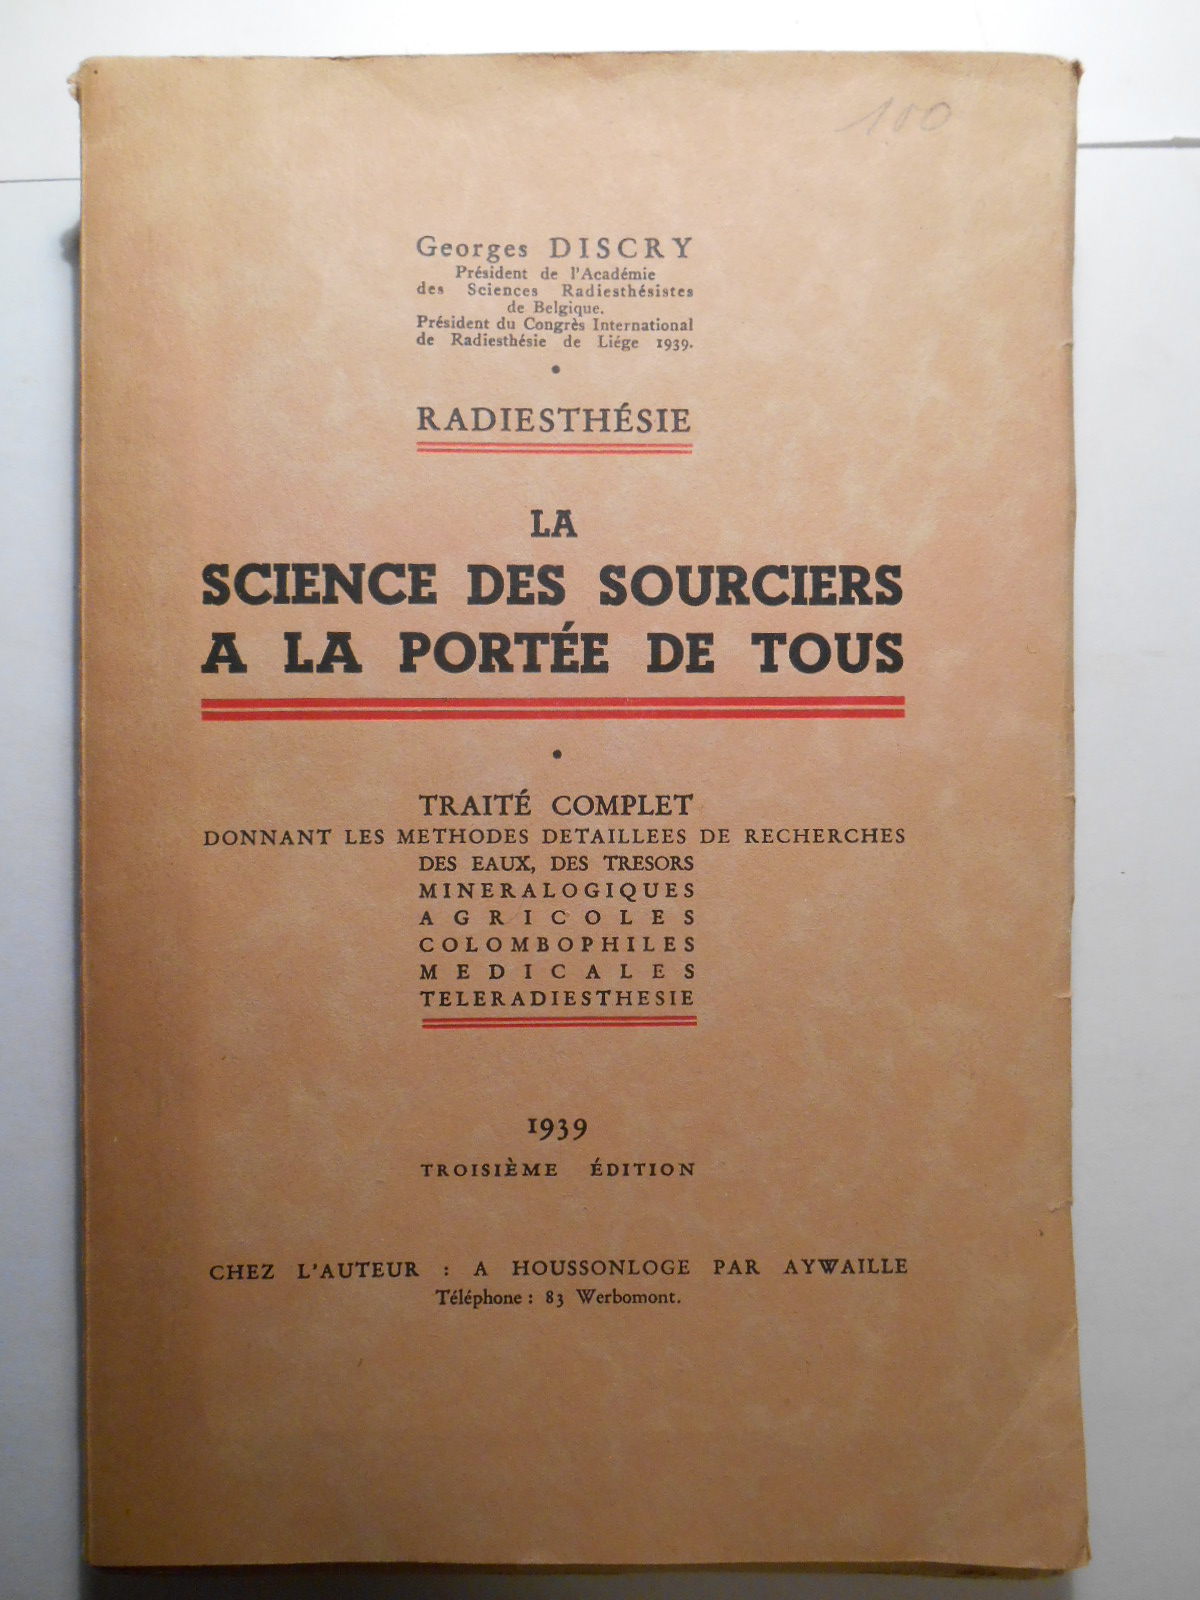 100
Georges DISCRY
Président de l'Académie
des Sciences Radiesthésistes
de Belgique.
Président du Congrès International
de Radiesthésie de Liége 1939.
•
RADIESTHÉSIE
LA
SCIENCE DES SOURCIERS
A LA PORTÉE DE TOUS
•
TRAITÉ COMPLET
DONNANT LES METHODES DETAILLEES DE RECHERCHES
DES EAUX, DES TRESORS
MINERALOGIQUES
AGRICOLES
COLOMBOPHILES
MEDICALES
TELERADIESTHESIE
1939
TROISIÈME ÉDITION
CHEZ L'AUTEUR : A HOUSSONLOGE PAR AYWAILLE
Téléphone : 83 Werbomont.